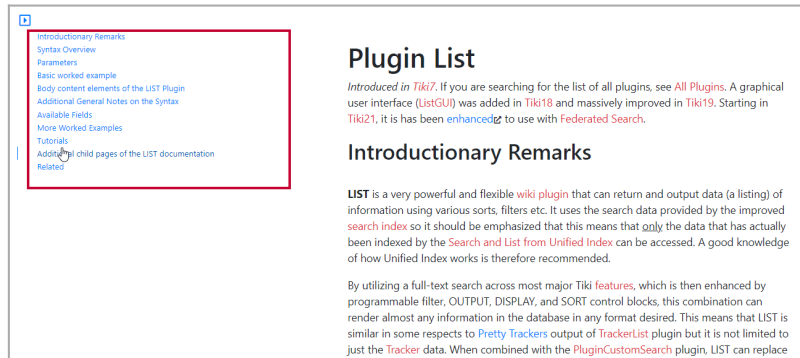 Introductionary Remarks
Syntax Overview
Parameters
Basic worked example
Body content elements of the LIST Plugin
Additional General Notes on the Syntax
Available Fields
More Worked Examples
Tutorials
Additional child pages of the LIST documentation
Related
Plugin List
Introduced in Tiki7. If you are searching for the list of all plugins, see All Plugins. A graphical
user interface (ListGUI) was added in Tiki18 and massively improved in Tiki19. Starting in
Tiki21, it is has been enhanced to use with Federated Search.
Introductionary Remarks
LIST is a very powerful and flexible wiki plugin that can return and output data (a listing) of
information using various sorts, filters etc. It uses the search data provided by the improved
search index so it should be emphasized that this means that only the data that has actually
been indexed by the Search and List from Unified Index can be accessed. A good knowledge
of how Unified Index works is therefore recommended.
By utilizing a full-text search across most major Tiki features, which is then enhanced by
programmable filter, OUTPUT, DISPLAY, and SORT control blocks, this combination can
render almost any information in the database in any format desired. This means that LIST is
similar in some respects to Pretty Trackers output of TrackerList plugin but it is not limited to
just the Tracker data. When combined with the PluginCustomSearch plugin, LIST can replace